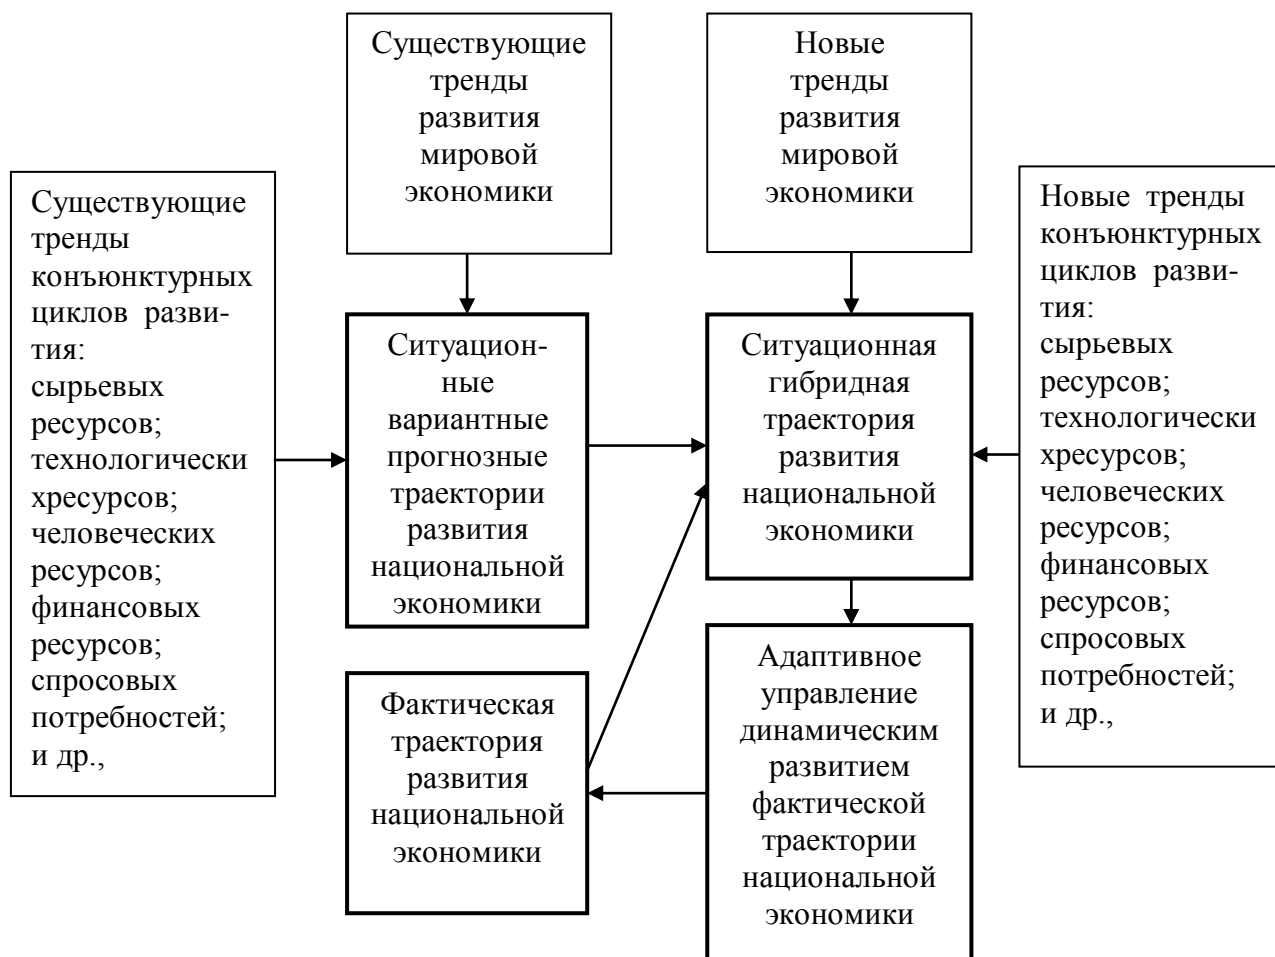 Существующие
тренды
развития
мировой
экономики
Новые
тренды
развития
мировой
экономики
Существующие
тренды
конъюнктурных
циклов разви-
тия:
сырьевых
ресурсов;
технологически
хресурсов;
человеческих
ресурсов;
финансовых
ресурсов;
спросовых
потребностей;
и др.,
Ситуацион-
ные
вариантные
прогнозные
траектории
развития
национальной
экономики
Ситуационная
гибридная
траектория
развития
национальной
экономики
Новые тренды
конъюнктурных
циклов разви-
тия:
сырьевых
ресурсов;
технологически
хресурсов;
человеческих
ресурсов;
финансовых
ресурсов;
спросовых
потребностей;
и др.,
Фактическая
траектория
развития
национальной
экономики
Адаптивное
управление
динамическим
развитием
фактической
траектории
национальной
экономики